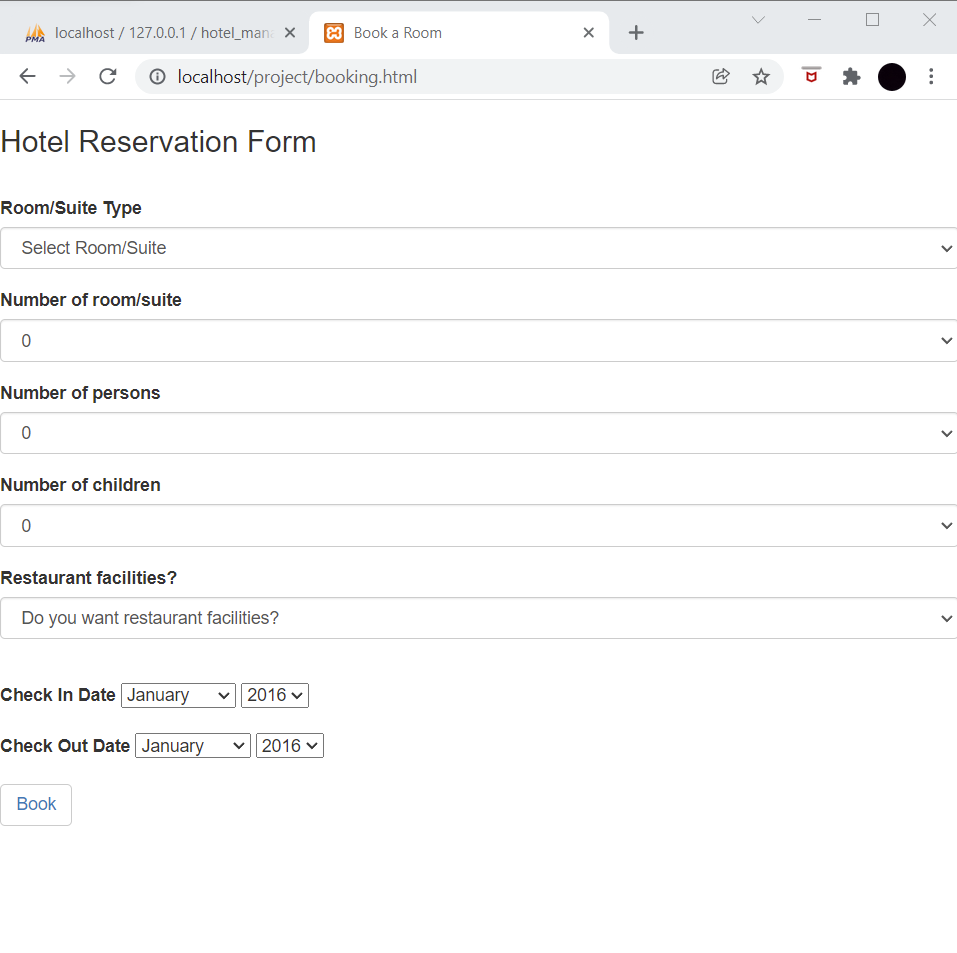 PMA localhost / 127.0.0.1 / hotel_man Book a Room
localhost/project/booking.html
Hotel Reservation Form
Room/Suite Type
Select Room/Suite
Number of room/suite
0
Number of persons
0
Number of children
0
Restaurant facilities?
Do you want restaurant facilities?
Check In Date January 2016
Check Out Date January 2016
Book